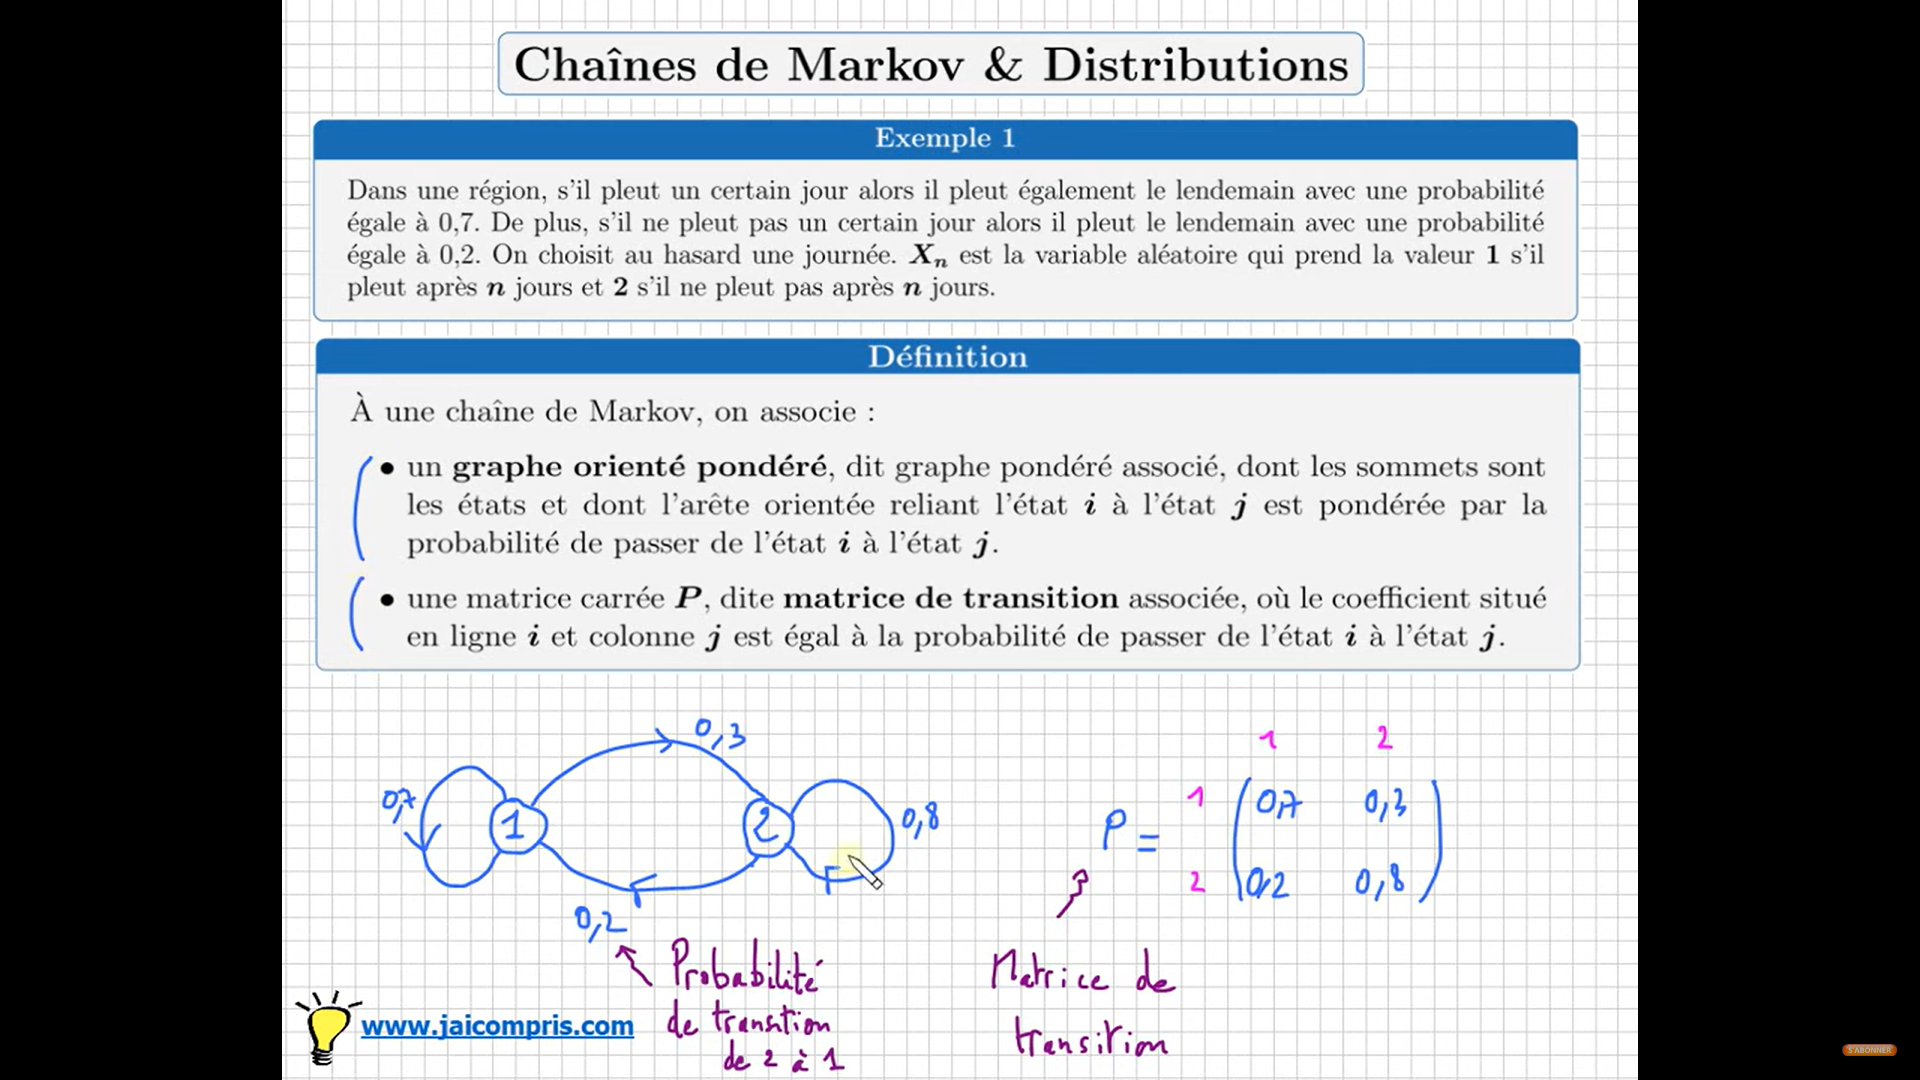 Chaînes de Markov & Distributions
Exemple 1
Dans une région, s'il pleut un certain jour alors il pleut également le lendemain avec une probabilité
égale à 0,7. De plus, s'il ne pleut pas un certain jour alors il pleut le lendemain avec une probabilité
égale à 0,2. On choisit au hasard une journée. Xn est la variable aléatoire qui prend la valeur 1 s'il
pleut après n jours et 2 s'il ne pleut pas après n jours.
Définition
À une chaîne de Markov, on associe :
• un graphe orienté pondéré, dit graphe pondéré associé, dont les sommets sont
les états et dont l'arête orientée reliant l'état i à l'état j est pondérée par la
probabilité de passer de l'état i à l'état j.
• une matrice carrée P, dite matrice de transition associée, où le coefficient situé
en ligne i et colonne j est égal à la probabilité de passer de l'état i à l'état j.
0,3
0,7
1
2
0,8
0,2
Probabilité
de transition
de 2 à 1
1 2
P = 1 0,7 0,3
2 0,2 0,8
Matrice de
transition
www.jaicompris.com
S'ABONNER